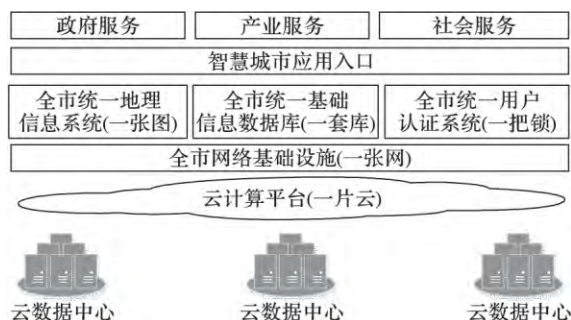 政府服务
产业服务
社会服务
智慧城市应用入口
全市统一地理
信息系统(一张图)
全市统一基础
信息数据库(一套库)
全市统一用户
认证系统(一把锁)
全市网络基础设施(一张网)
云计算平台(一片云)
云数据中心
云数据中心
云数据中心